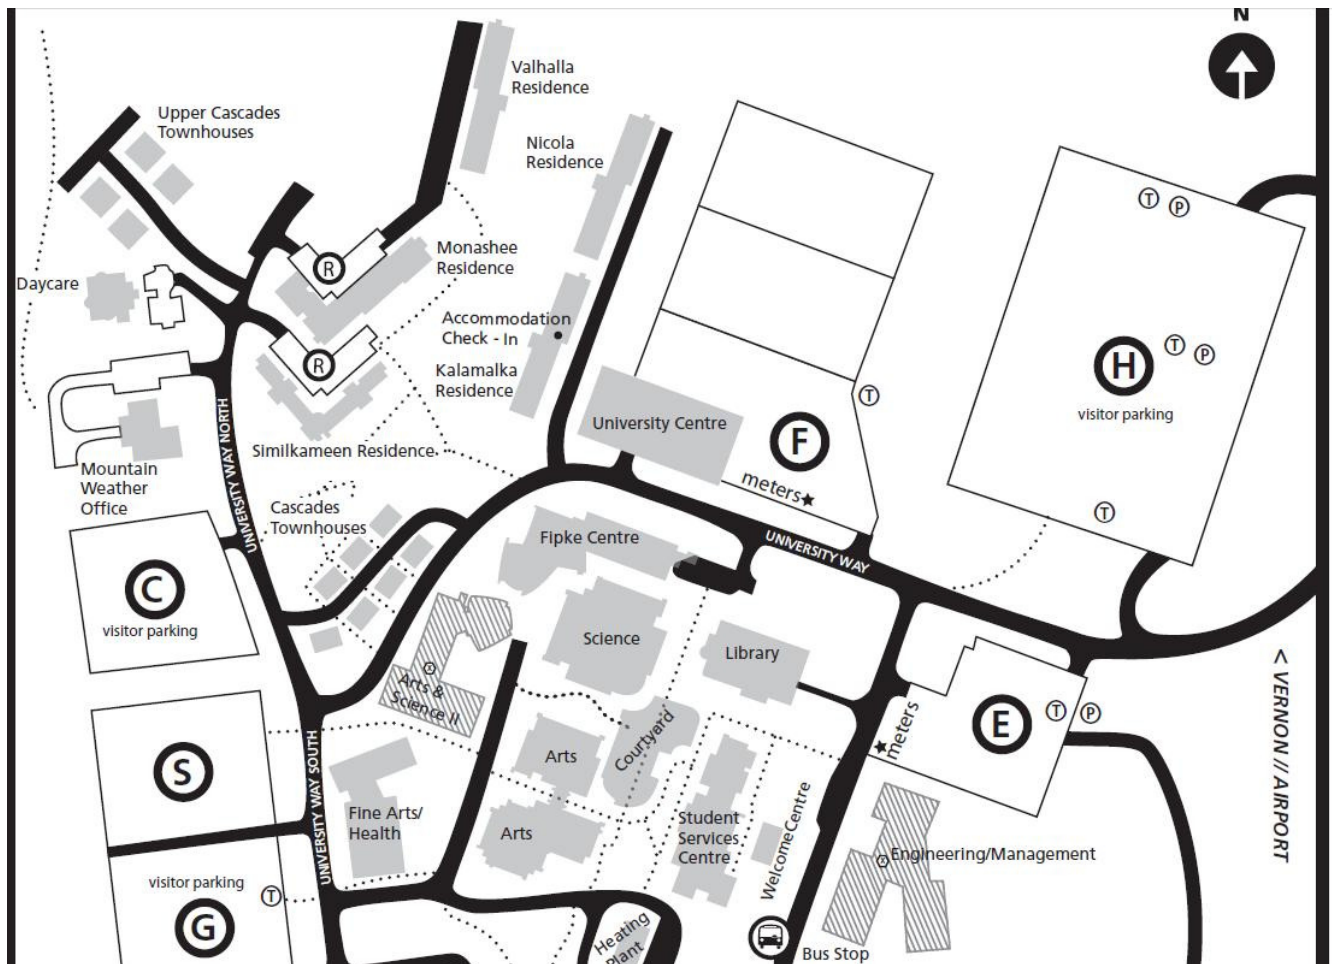 N
Valhalla
Residence
Upper Cascades
Townhouses
Nicola
Residence
T P
Monashee
Residence
R
Daycare
Accommodation
Check - In
T P
R
H
Kalamalka
Residence
T
visitor parking
UNIVERSITY WAY NORTH
University Centre
F
Similkameen Residence
Mountain
Weather
Office
meters
T
Cascades
Townhouses
Fipke Centre
UNIVERSITY WAY
C
visitor parking
Science
Library
Arts &
Science II
< VERNON // AIRPORT
E
T P
meters
Courtyard
Arts
S
UNIVERSITY WAY SOUTH
Fine Arts/
Health
Arts
Student
Services
Centre
WelcomeCentre
Engineering/Management
visitor parking
T
G
Heating
Plant
Bus Stop